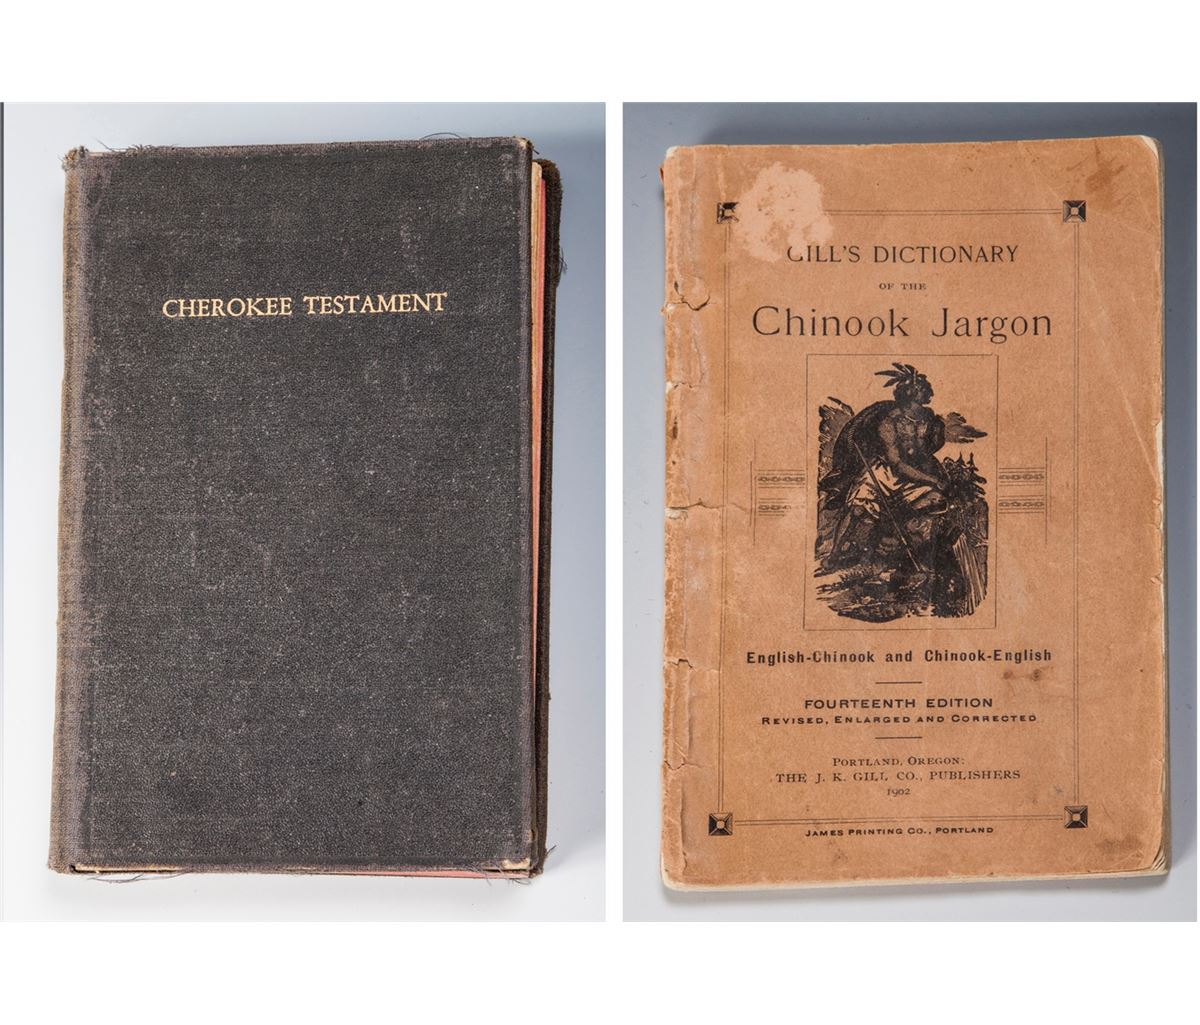 CHEROKEE TESTAMENT
GILL'S DICTIONARY
OF THE
Chinook Jargon
English-Chinook and Chinook-English
FOURTEENTH EDITION
REVISED, ENLARGED AND CORRECTED
PORTLAND, OREGON:
THE J. K. GILL CO., PUBLISHERS
1902
JAMES PRINTING CO., PORTLAND